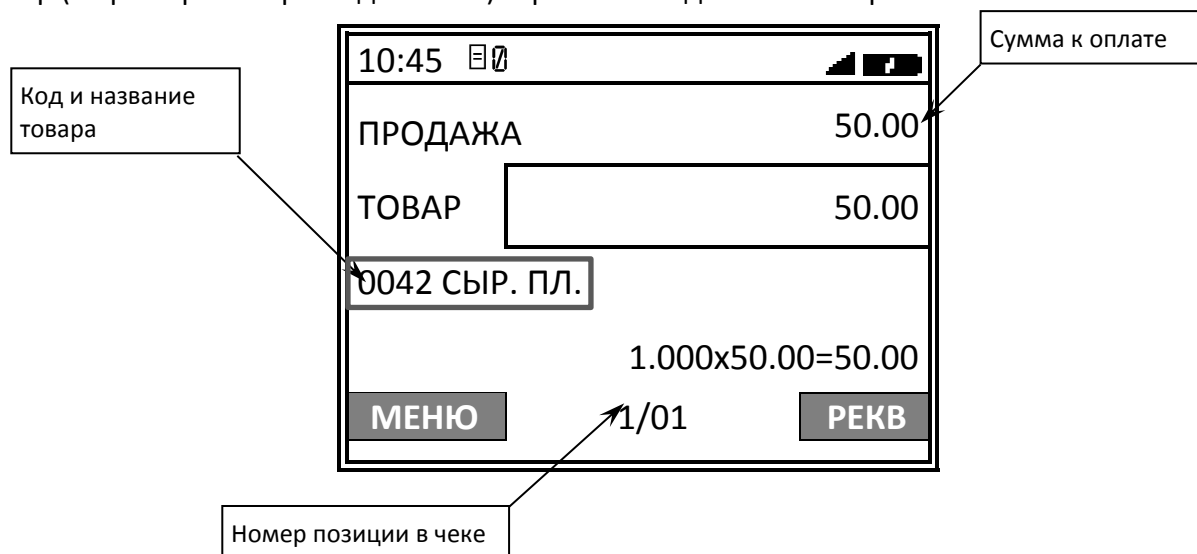 Сумма к оплате
10:45
Код и название
товара
ПРОДАЖА 50.00
ТОВАР 50.00
0042 СЫР. ПЛ.
1.000x50.00=50.00
МЕНЮ 1/01 РЕКВ
Номер позиции в чеке